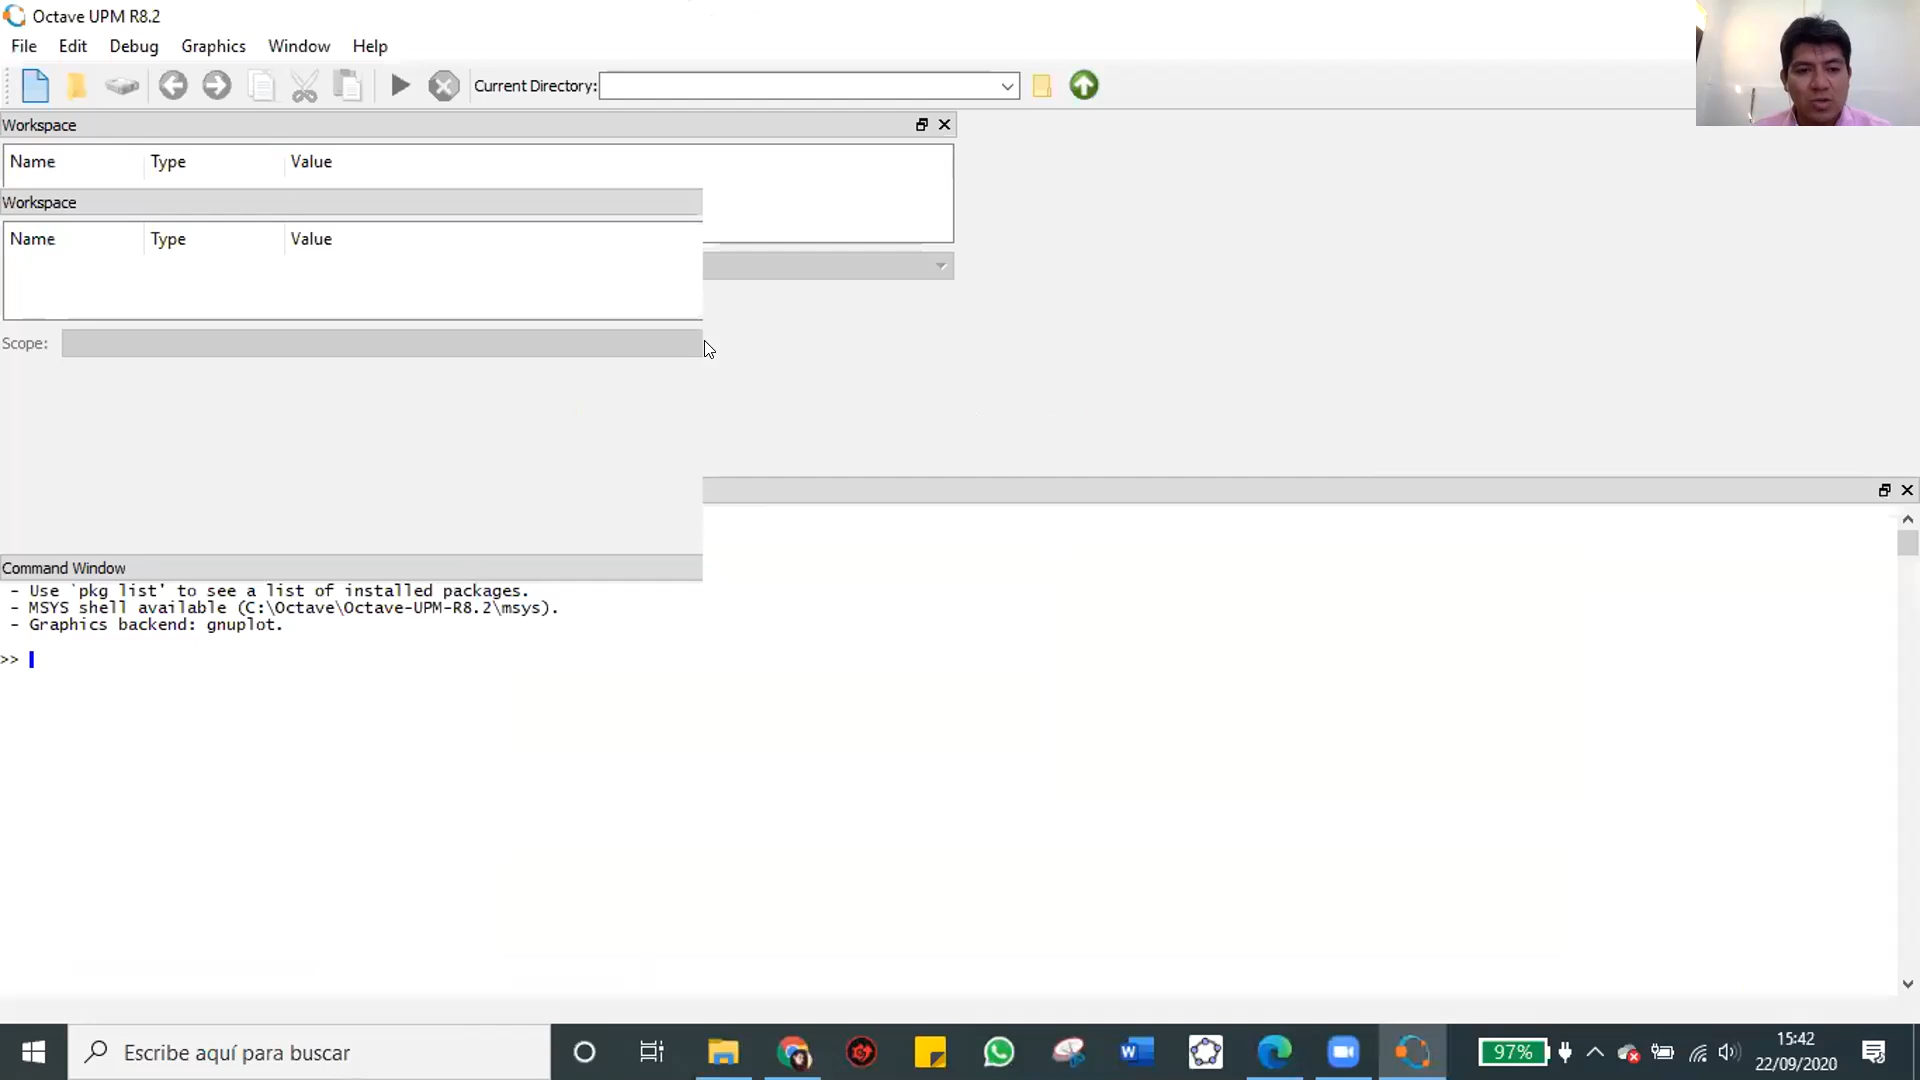 Octave UPM R8.2
File Edit Debug Graphics Window Help
Current Directory:
Workspace
Name Type Value
Workspace
Name Type Value
Scope:
Command Window
- Use `pkg list' to see a list of installed packages.
- MSYS shell available (C:\Octave\Octave-UPM-R8.2\msys).
- Graphics backend: gnuplot.
>>
Escribe aquí para buscar
97%
15:42
22/09/2020